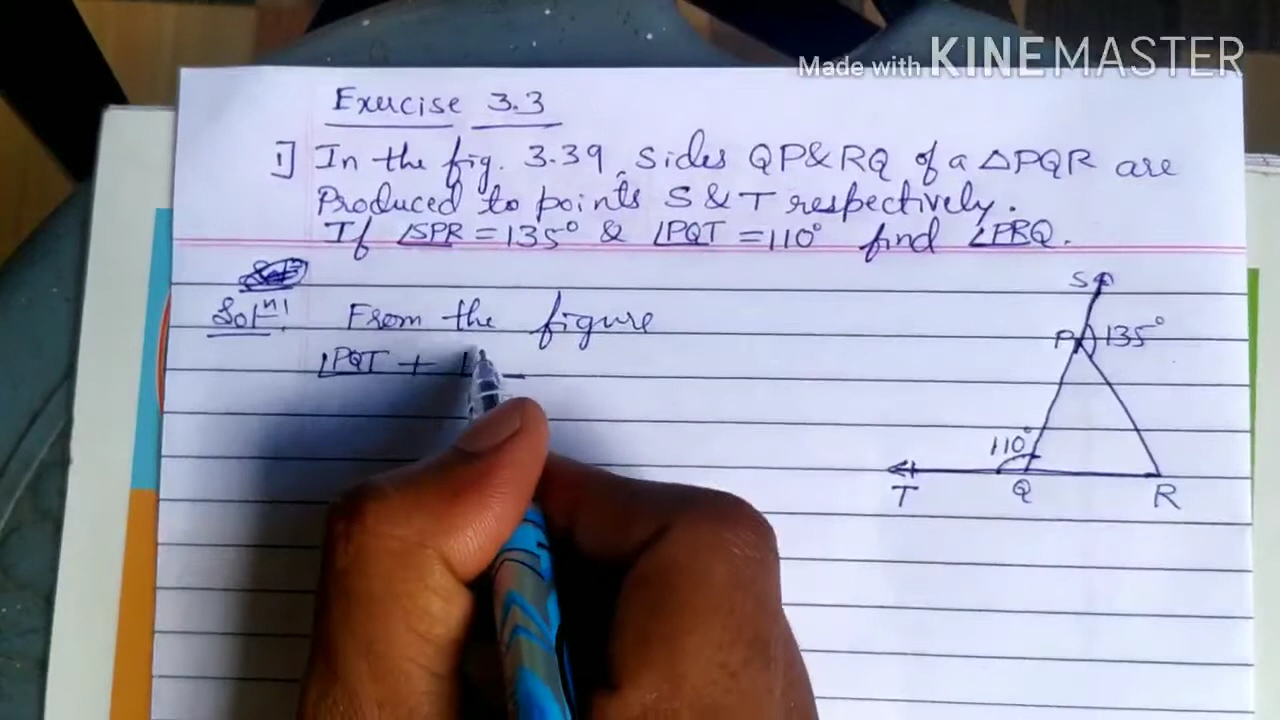 Made with KINEMASTER
Exercise 3.3
1] In the fig. 3.39, sides QP & RQ of a △PQR are
Produced to points S & T respectively.
If ∠SPR = 135° & ∠PQT = 110° find ∠PRQ.
Solⁿ! From the figure
∠PQT + ∠
S
P 135°
110°
T Q R